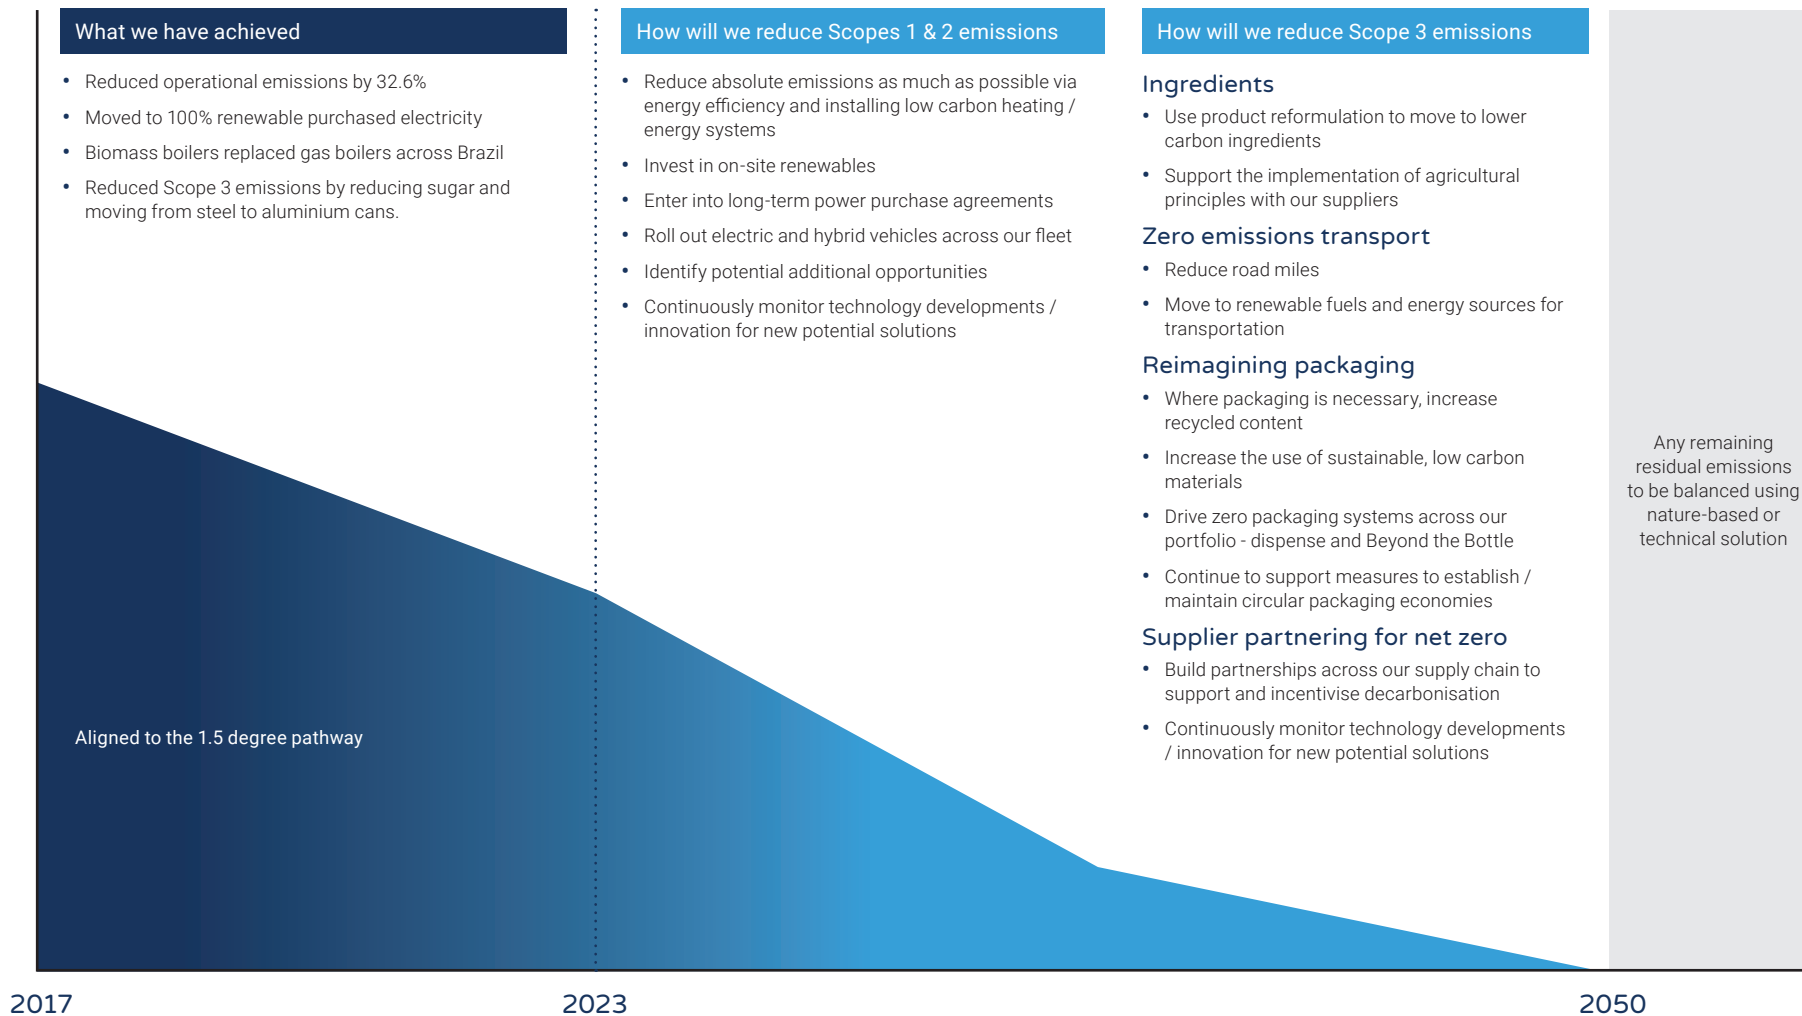 What we have achieved
• Reduced operational emissions by 32.6%
• Moved to 100% renewable purchased electricity
• Biomass boilers replaced gas boilers across Brazil
• Reduced Scope 3 emissions by reducing sugar and
moving from steel to aluminium cans.
How will we reduce Scopes 1 & 2 emissions
• Reduce absolute emissions as much as possible via
energy efficiency and installing low carbon heating /
energy systems
• Invest in on-site renewables
• Enter into long-term power purchase agreements
• Roll out electric and hybrid vehicles across our fleet
• Identify potential additional opportunities
• Continuously monitor technology developments /
innovation for new potential solutions
How will we reduce Scope 3 emissions
Ingredients
• Use product reformulation to move to lower
carbon ingredients
• Support the implementation of agricultural
principles with our suppliers
Zero emissions transport
• Reduce road miles
• Move to renewable fuels and energy sources for
transportation
Reimagining packaging
• Where packaging is necessary, increase
recycled content
• Increase the use of sustainable, low carbon
materials
• Drive zero packaging systems across our
portfolio - dispense and Beyond the Bottle
• Continue to support measures to establish /
maintain circular packaging economies
Supplier partnering for net zero
• Build partnerships across our supply chain to
support and incentivise decarbonisation
• Continuously monitor technology developments
/ innovation for new potential solutions
Any remaining
residual emissions
to be balanced using
nature-based or
technical solution
Aligned to the 1.5 degree pathway
2017
2023
2050